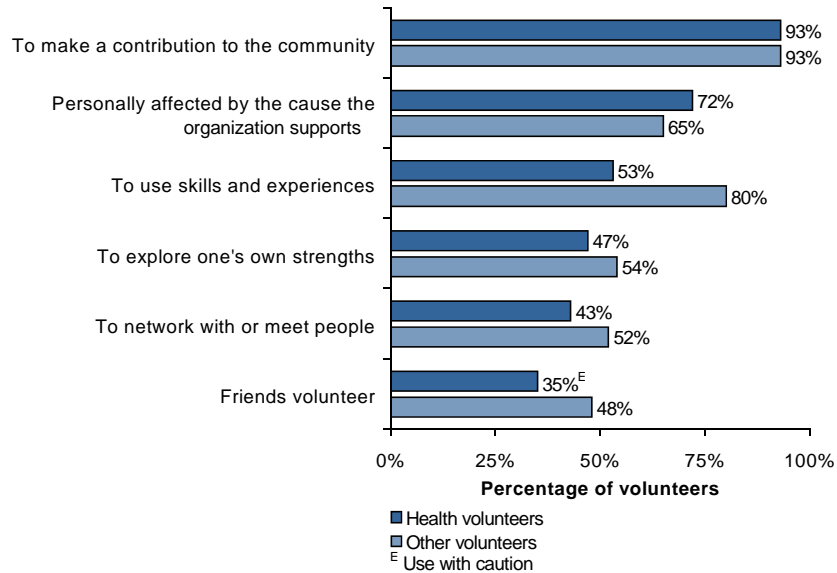 To make a contribution to the community
93%
93%
Personally affected by the cause the
organization supports
72%
65%
To use skills and experiences
53%
80%
To explore one's own strengths
47%
54%
To network with or meet people
43%
52%
Friends volunteer
35%E
48%
0% 25% 50% 75% 100%
Percentage of volunteers
Health volunteers
Other volunteers
E Use with caution